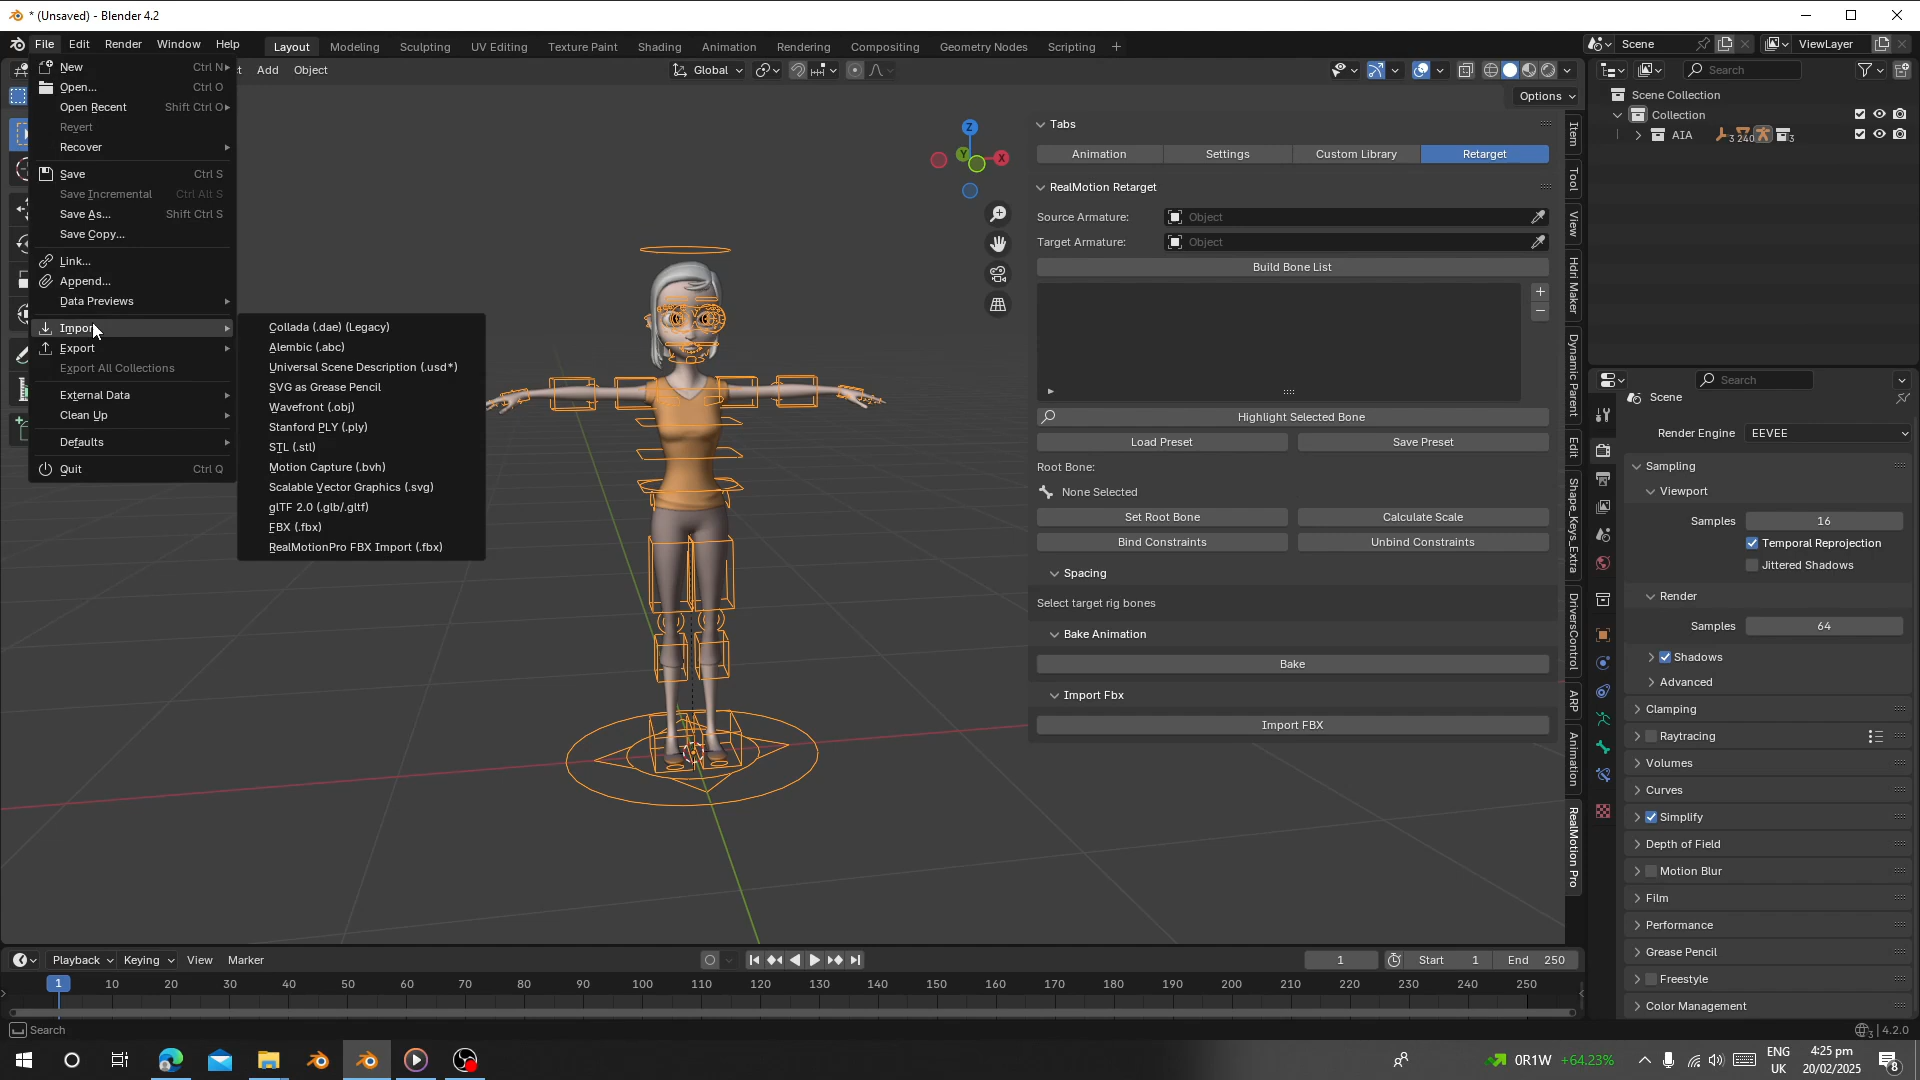 * (Unsaved) - Blender 4.2
File Edit Render Window Help
Layout Modeling Sculpting UV Editing Texture Paint Shading Animation Rendering Compositing Geometry Nodes Scripting +
Scene
ViewLayer
New Ctrl N
Open... Ctrl O
Open Recent Shift Ctrl O
Revert
Recover
Save Ctrl S
Save Incremental Ctrl Alt S
Save As... Shift Ctrl S
Save Copy...
Link...
Append...
Data Previews
Import
Export
Export All Collections
External Data
Clean Up
Defaults
Quit Ctrl Q
Collada (.dae) (Legacy)
Alembic (.abc)
Universal Scene Description (.usd*)
SVG as Grease Pencil
Wavefront (.obj)
Stanford PLY (.ply)
STL (.stl)
Motion Capture (.bvh)
Scalable Vector Graphics (.svg)
glTF 2.0 (.glb/.gltf)
FBX (.fbx)
RealMotionPro FBX Import (.fbx)
Add Object
Global
Options
Z
Y
X
Tabs
Animation Settings Custom Library Retarget
RealMotion Retarget
Source Armature: Object
Target Armature: Object
Build Bone List
Highlight Selected Bone
Load Preset Save Preset
Root Bone:
None Selected
Set Root Bone Calculate Scale
Bind Constraints Unbind Constraints
Spacing
Select target rig bones
Bake Animation
Bake
Import Fbx
Import FBX
Item
Tool
View
Hdri Maker
Dynamic Parent
Edit
Shape_Keys_Extra
DriversControl
ARP
Animation
RealMotion Pro
Search
Scene Collection
Collection
AIA 3 240 3
Search
Scene
Render Engine EEVEE
Sampling
Viewport
Samples 16
Temporal Reprojection
Jittered Shadows
Render
Samples 64
Shadows
Advanced
Clamping
Raytracing
Volumes
Curves
Simplify
Depth of Field
Motion Blur
Film
Performance
Grease Pencil
Freestyle
Color Management
Playback Keying View Marker
1 Start 1 End 250
1 10 20 30 40 50 60 70 80 90 100 110 120 130 140 150 160 170 180 190 200 210 220 230 240 250
Search
3 4.2.0
0R1W +64.23%
ENG
UK
4:25 pm
20/02/2025
8